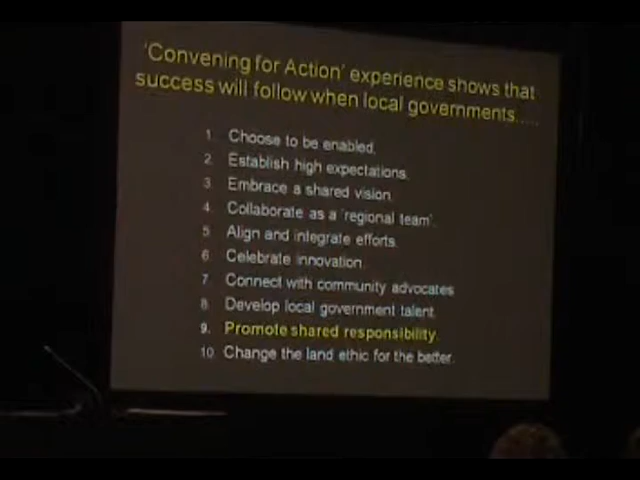 'Convening for Action' experience shows that
success will follow when local governments.....
1 Choose to be enabled.
2 Establish high expectations.
3 Embrace a shared vision.
4 Collaborate as a 'regional team'.
5 Align and integrate efforts.
6 Celebrate innovation.
7 Connect with community advocates
8 Develop local government talent.
9. Promote shared responsibility.
10 Change the land ethic for the better.